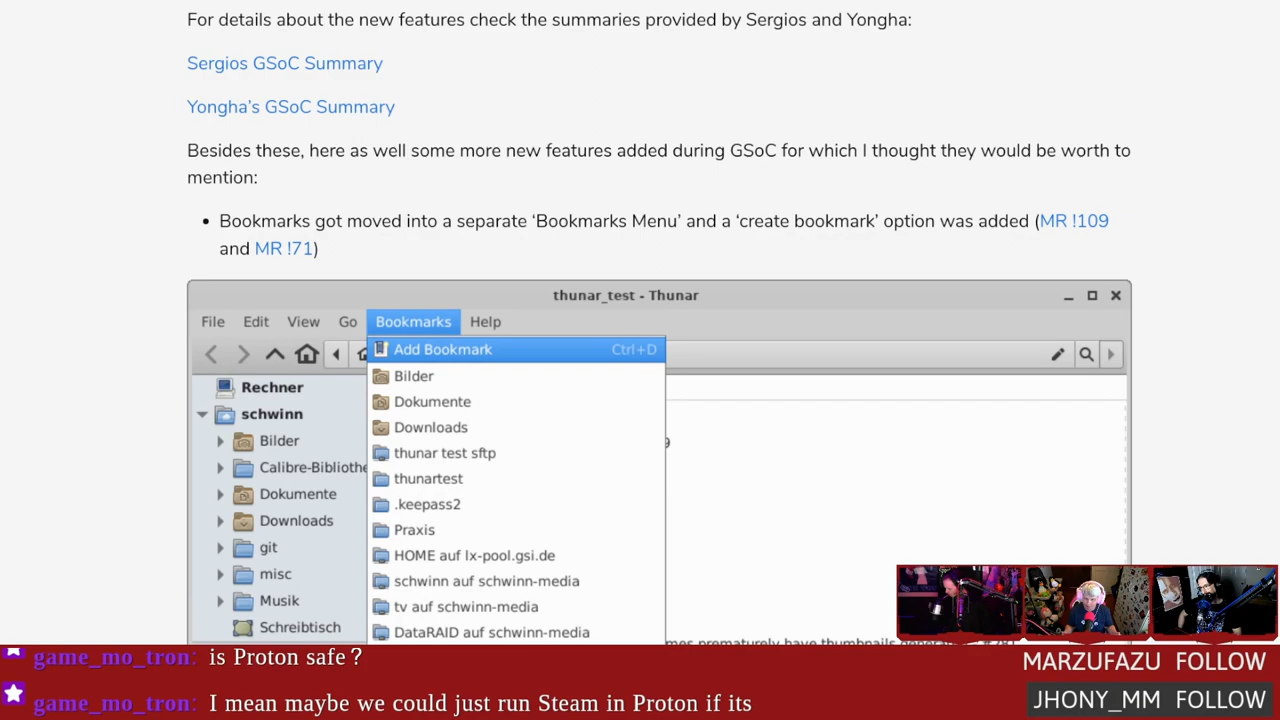 For details about the new features check the summaries provided by Sergios and Yongha:
Sergios GSoC Summary
Yongha’s GSoC Summary
Besides these, here as well some more new features added during GSoC for which I thought they would be worth to
mention:
• Bookmarks got moved into a separate ‘Bookmarks Menu’ and a ‘create bookmark’ option was added (MR !109
and MR !71)
thunar_test - Thunar
File Edit View Go Bookmarks Help
Add Bookmark Ctrl+D
Rechner
Bilder
schwinn
Dokumente
Downloads
Bilder
thunar test sftp
Calibre-Bibliothe
thunartest
Dokumente
.keepass2
Downloads
Praxis
git
HOME auf lx-pool.gsi.de
misc
schwinn auf schwinn-media
Musik
tv auf schwinn-media
Schreibtisch
DataRAID auf schwinn-media
mes prematurely have thumbnails
game_mo_tron: is Proton safe?
MARZUFAZU FOLLOW
game_mo_tron: I mean maybe we could just run Steam in Proton if its
JHONY_MM FOLLOW